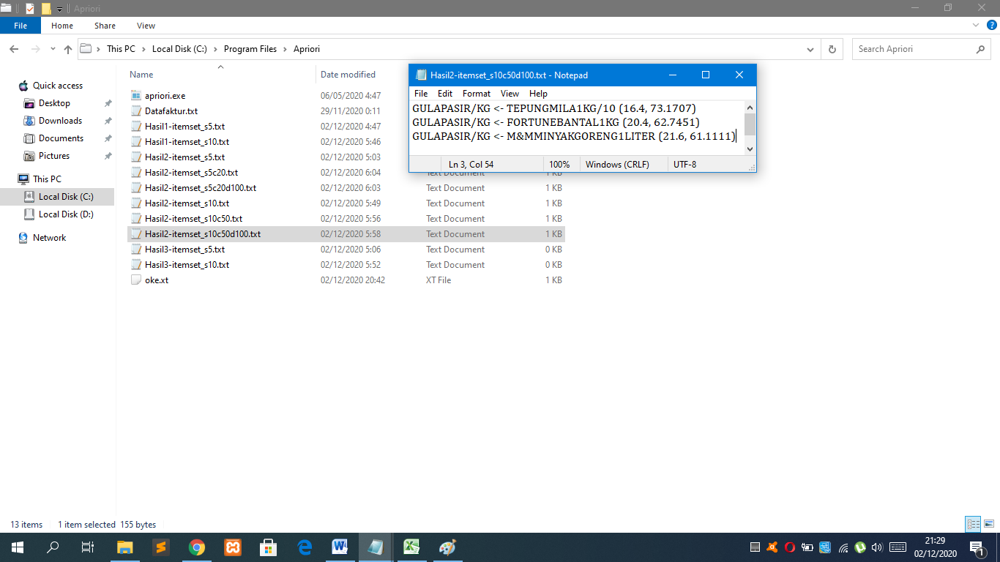 Apriori
File Home Share View
This PC Local Disk (C:) Program Files Apriori
Search Apriori
Quick access
Desktop
Downloads
Documents
Pictures
This PC
Local Disk (C:)
Local Disk (D:)
Network
Name Date modified
apriori.exe 06/05/2020 4:47
Datafaktur.txt 29/11/2020 0:11
Hasil1-itemset_s5.txt 02/12/2020 4:47
Hasil1-itemset_s10.txt 02/12/2020 5:46
Hasil2-itemset_s5.txt 02/12/2020 5:03
Hasil2-itemset_s5c20.txt 02/12/2020 6:04 Text Document 1 KB
Hasil2-itemset_s5c20d100.txt 02/12/2020 6:03 Text Document 1 KB
Hasil2-itemset_s10.txt 02/12/2020 5:49 Text Document 1 KB
Hasil2-itemset_s10c50.txt 02/12/2020 5:56 Text Document 1 KB
Hasil2-itemset_s10c50d100.txt 02/12/2020 5:58 Text Document 1 KB
Hasil3-itemset_s5.txt 02/12/2020 5:06 Text Document 0 KB
Hasil3-itemset_s10.txt 02/12/2020 5:52 Text Document 0 KB
oke.xt 02/12/2020 20:42 XT File 1 KB
Hasil2-itemset_s10c50d100.txt - Notepad
File Edit Format View Help
GULAPASIR/KG <- TEPUNGMILA1KG/10 (16.4, 73.1707)
GULAPASIR/KG <- FORTUNEBANTAL1KG (20.4, 62.7451)
GULAPASIR/KG <- M&MMINYAKGORENG1LITER (21.6, 61.1111)
Ln 3, Col 54 100% Windows (CRLF) UTF-8
13 items 1 item selected 155 bytes
21:29
02/12/2020
1